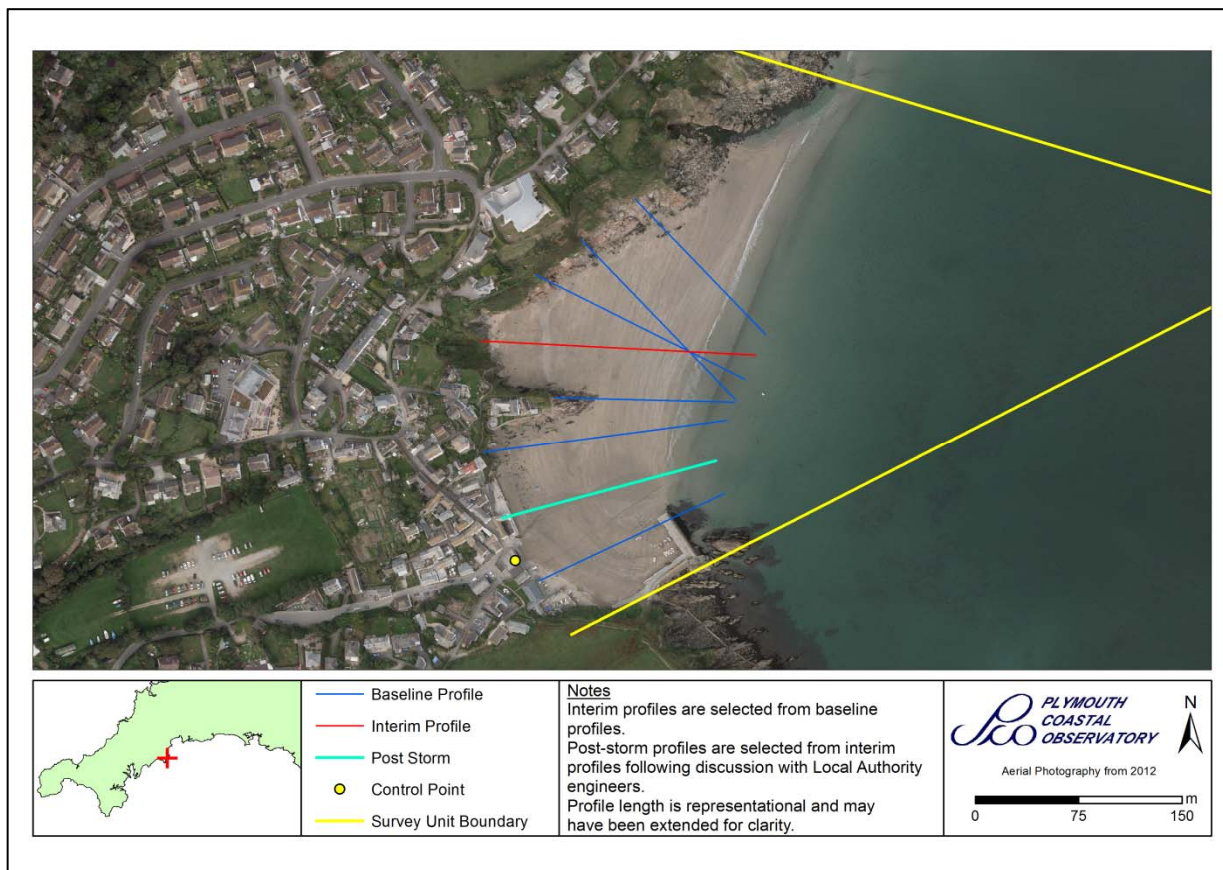 Baseline Profile
Interim Profile
Post Storm
Control Point
Survey Unit Boundary
Notes
Interim profiles are selected from baseline
profiles.
Post-storm profiles are selected from interim
profiles following discussion with Local Authority
engineers.
Profile length is representational and may
have been extended for clarity.
PLYMOUTH
COASTAL
OBSERVATORY
N
Aerial Photography from 2012
m
0 75 150